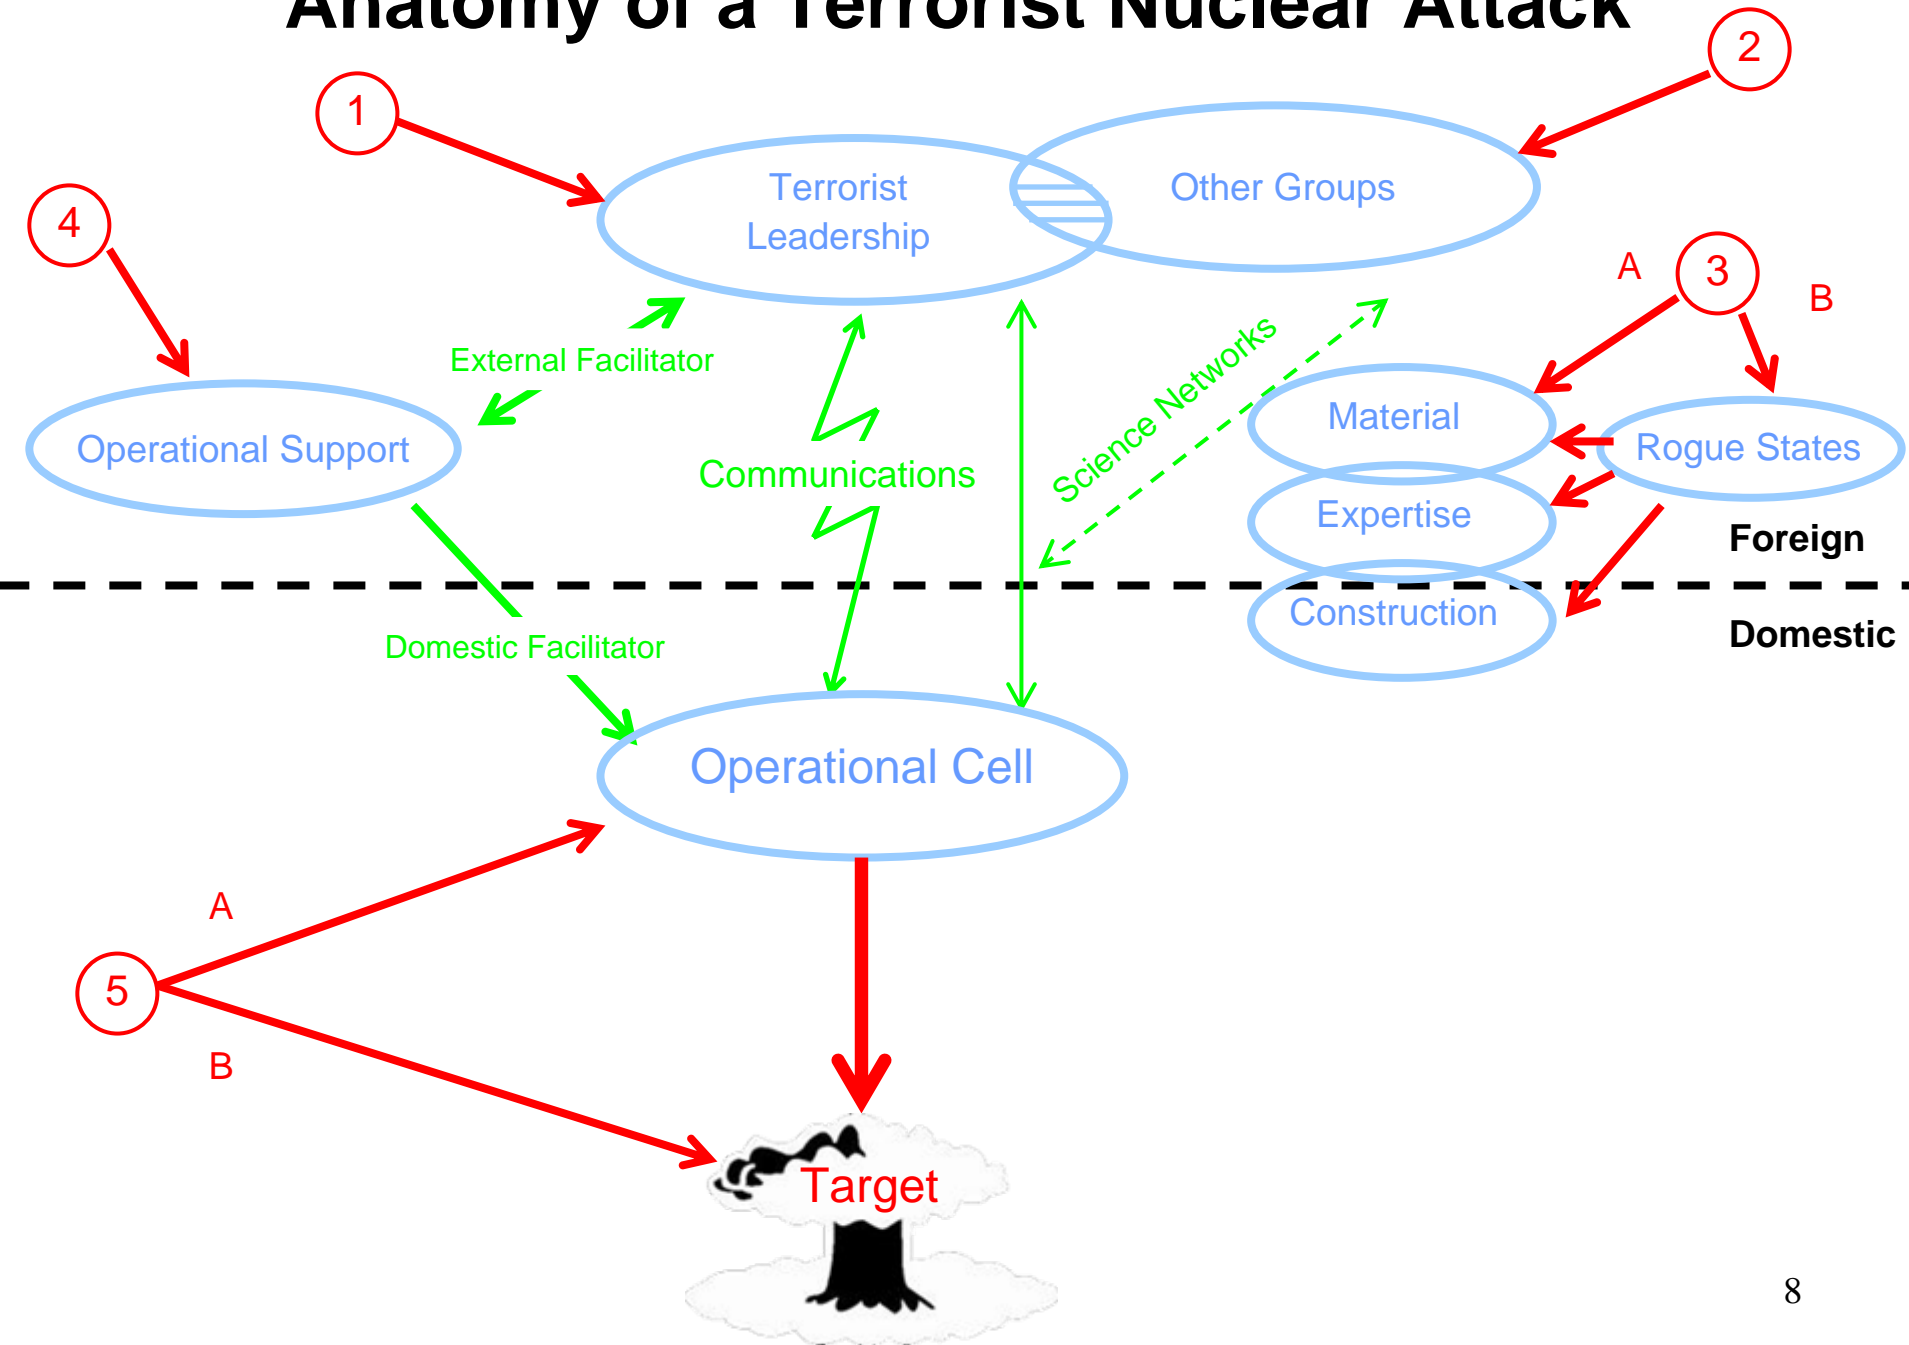 Anatomy of a Terrorist Nuclear Attack
2
1
Terrorist
Leadership
Other Groups
4
A
3
B
External Facilitator
Science Networks
Material
Operational Support
Communications
Rogue States
Expertise
Foreign
Construction
Domestic
Domestic Facilitator
Operational Cell
A
5
B
Target
8